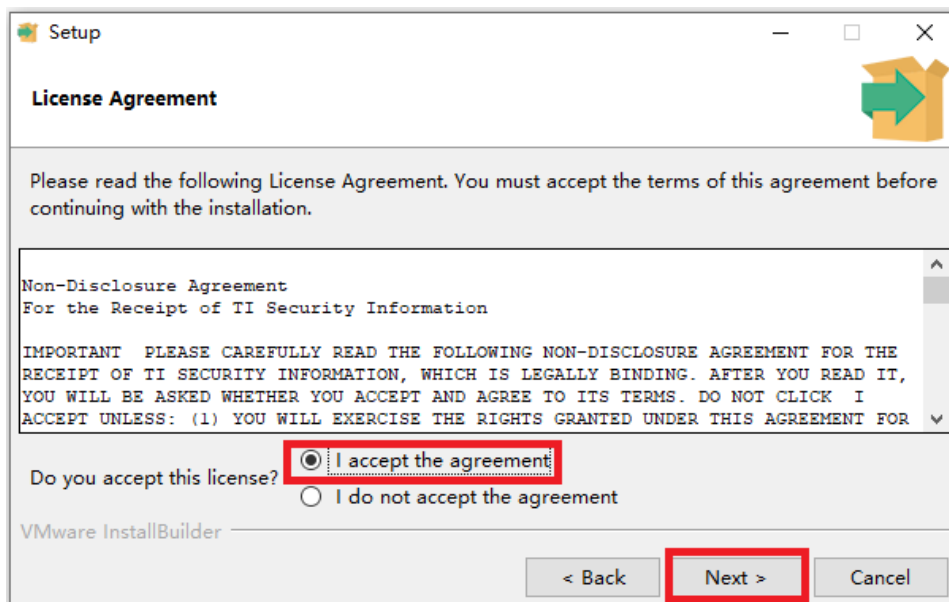 Setup
License Agreement
Please read the following License Agreement. You must accept the terms of this agreement before
continuing with the installation.
Non-Disclosure Agreement
For the Receipt of TI Security Information
IMPORTANT  PLEASE CAREFULLY READ THE FOLLOWING NON-DISCLOSURE AGREEMENT FOR THE
RECEIPT OF TI SECURITY INFORMATION, WHICH IS LEGALLY BINDING. AFTER YOU READ IT,
YOU WILL BE ASKED WHETHER YOU ACCEPT AND AGREE TO ITS TERMS. DO NOT CLICK  I
ACCEPT UNLESS: (1) YOU WILL EXERCISE THE RIGHTS GRANTED UNDER THIS AGREEMENT FOR
Do you accept this license?
I accept the agreement
I do not accept the agreement
VMware InstallBuilder
< Back
Next >
Cancel